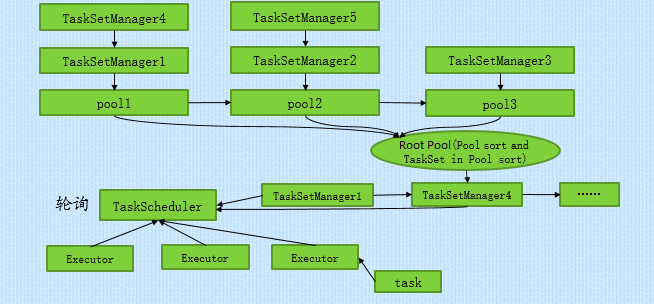 TaskSetManager4
TaskSetManager5
TaskSetManager1
TaskSetManager2
TaskSetManager3
pool1
pool2
pool3
Root Pool(Pool sort and
TaskSet in Pool sort)
轮询
TaskScheduler
TaskSetManager1
TaskSetManager4
……
Executor
Executor
Executor
task